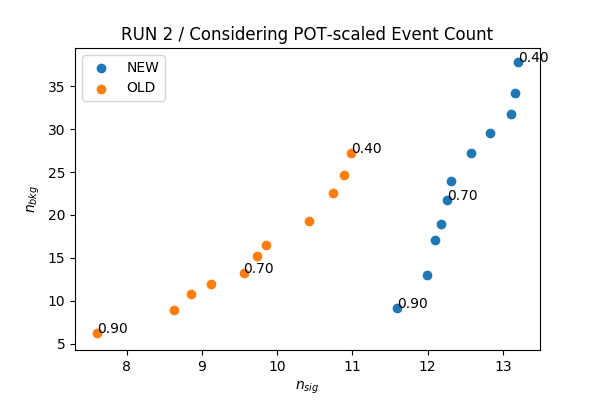 RUN 2 / Considering POT-scaled Event Count
NEW
OLD
0.40
0.40
0.70
0.70
0.90
0.90
35
30
25
20
15
10
5
n_bkg
8 9 10 11 12 13
n_sig